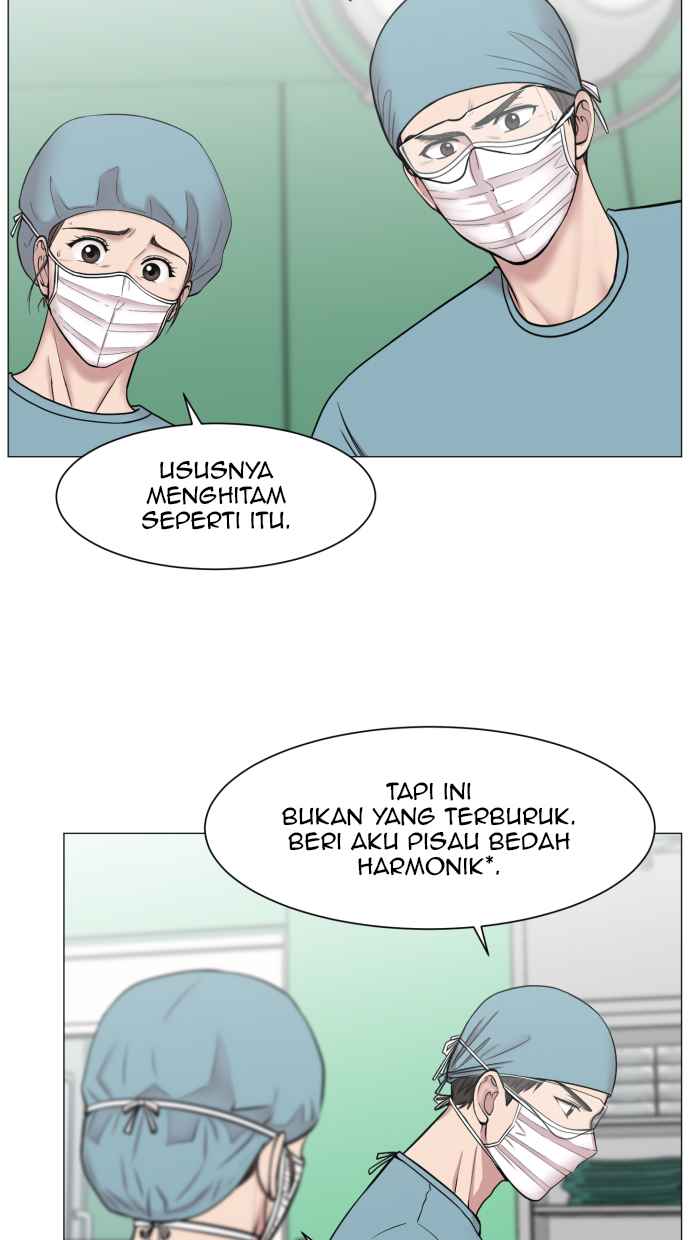 USUSNYA
MENGHITAM
SEPERTI ITU.
TAPI INI
BUKAN YANG TERBURUK.
BERI AKU PISAU BEDAH
HARMONIK*.